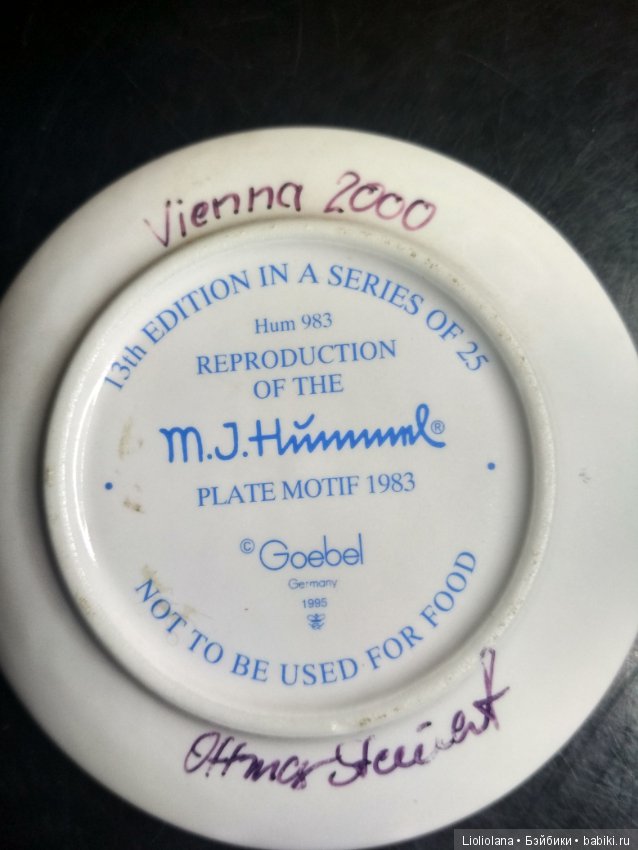 Vienna 2000
13th EDITION IN A SERIES OF 25
Hum 983
REPRODUCTION
OF THE
M.J.Hummel®
PLATE MOTIF 1983
© Goebel
Germany
1995
NOT TO BE USED FOR FOOD
Ottmar
Lioliolana • Бэйбики • babiki.ru